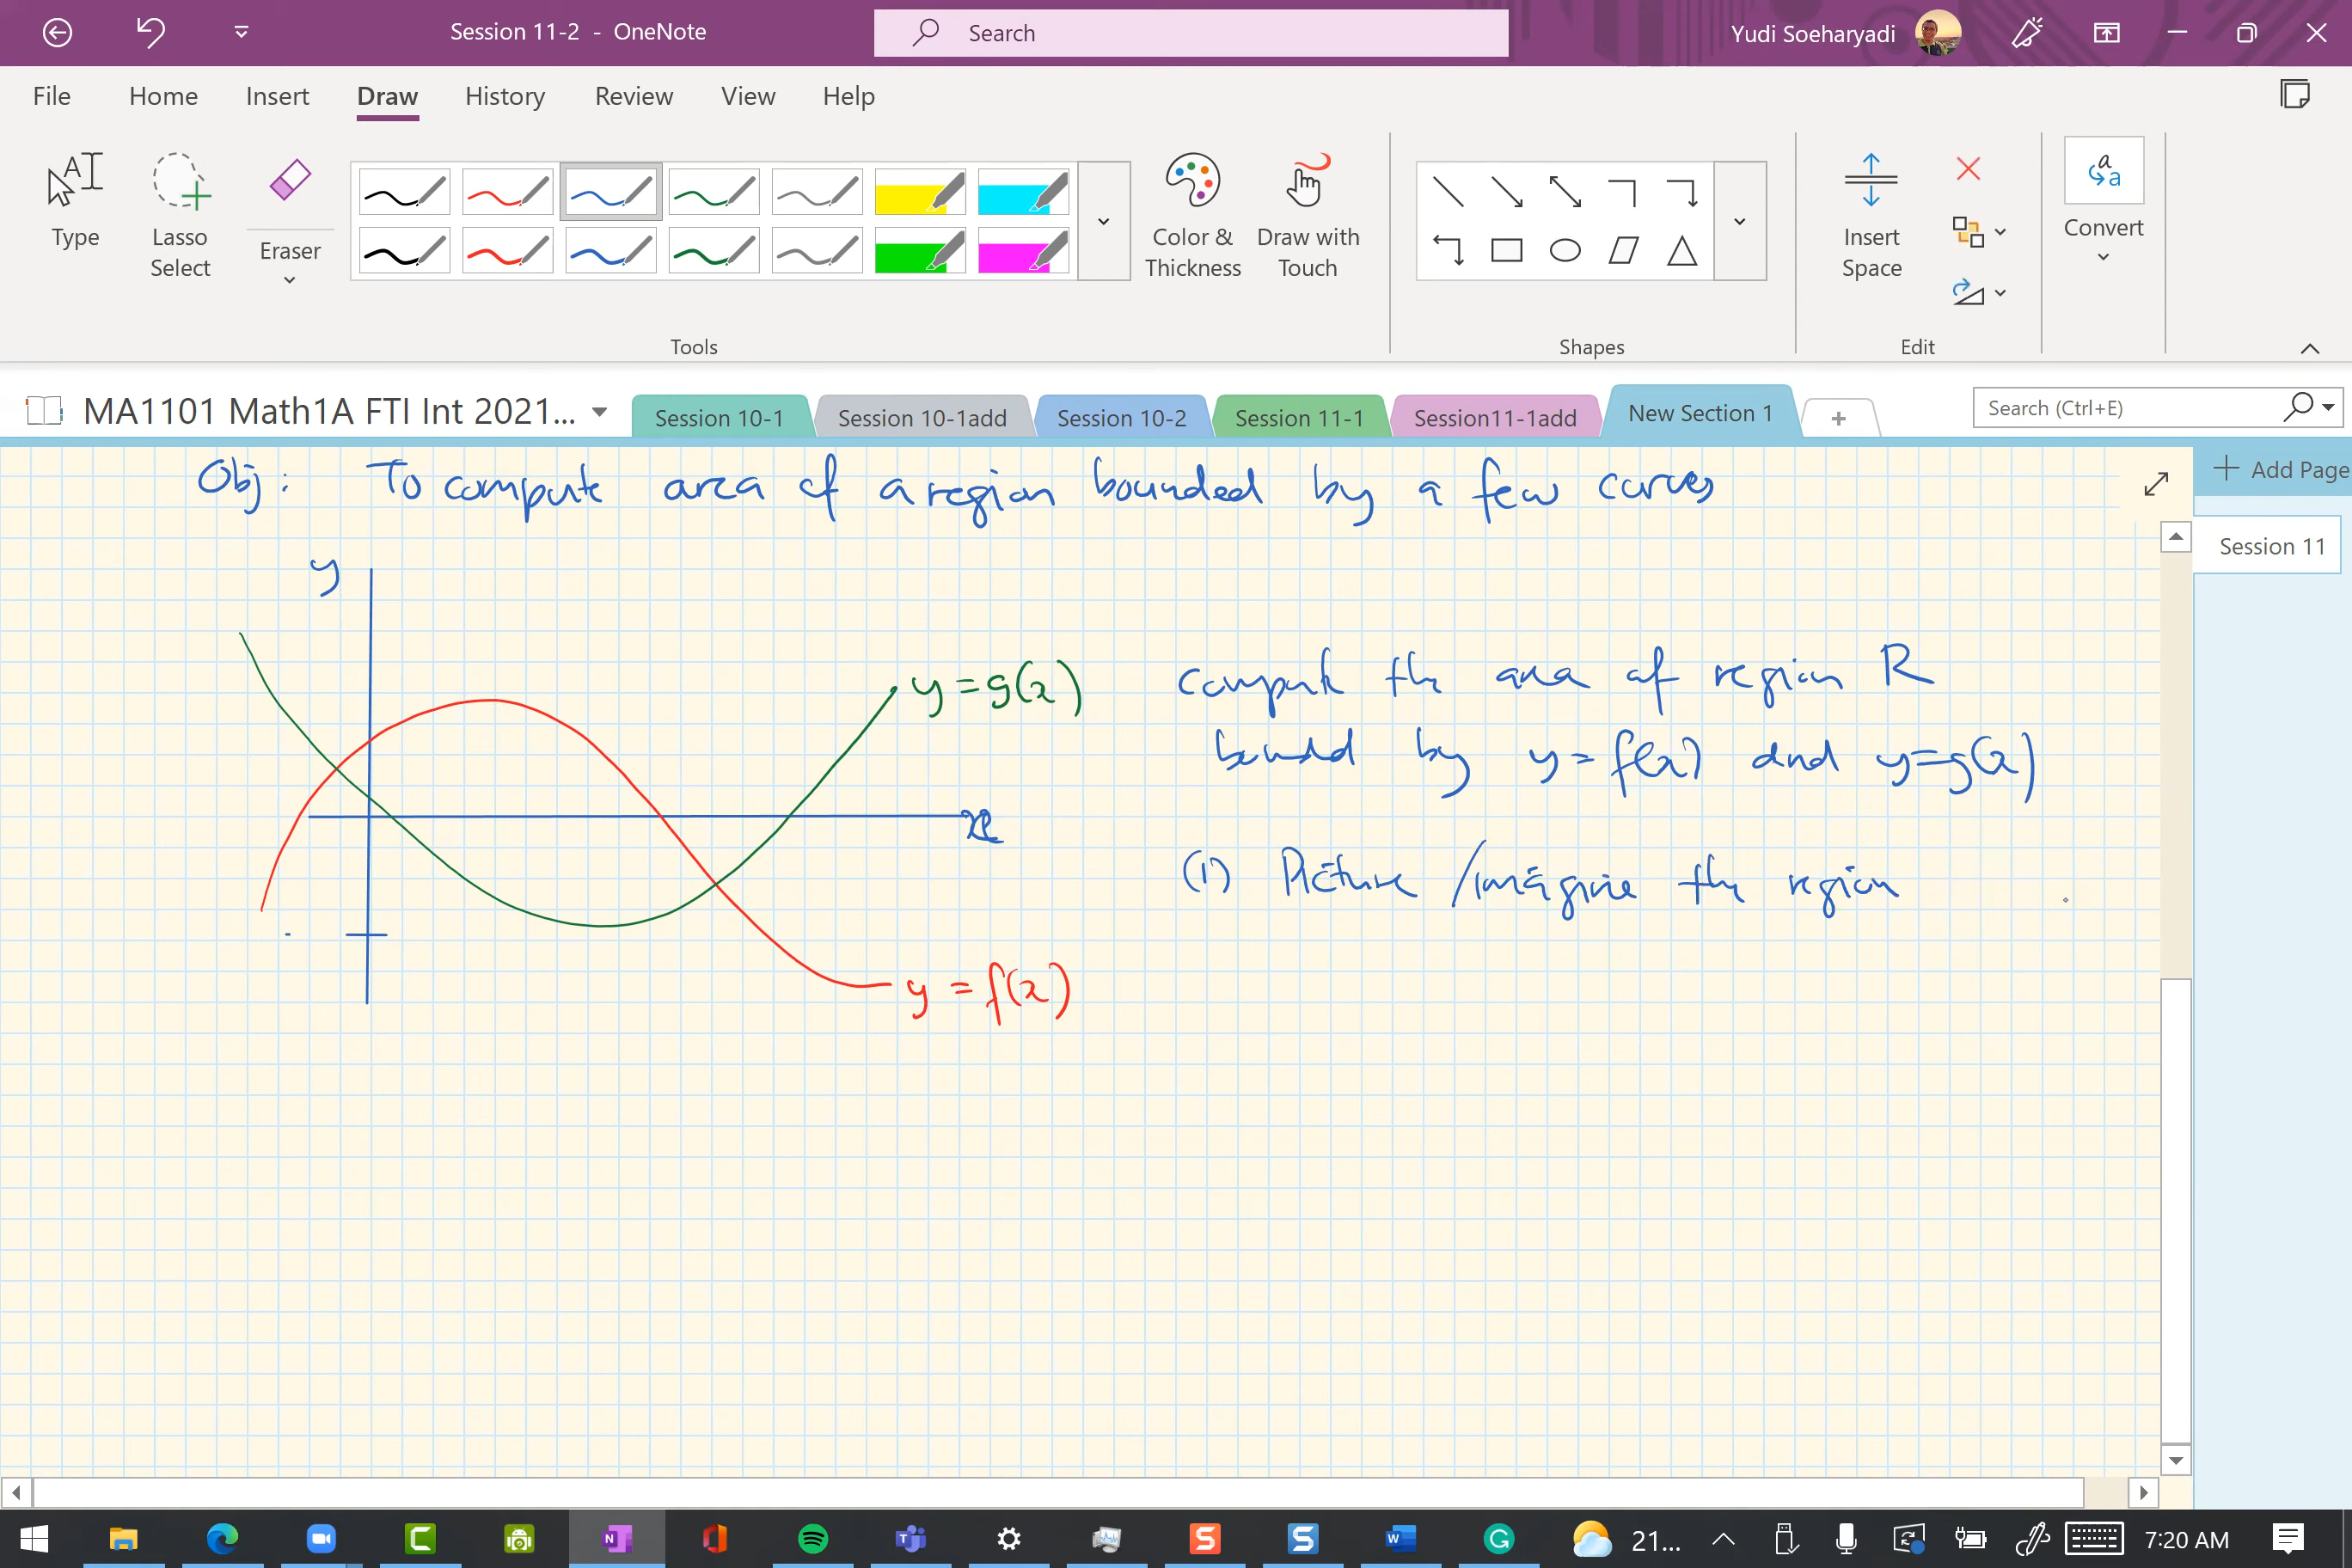 Session 11-2 - OneNote
Search
Yudi Soeharyadi
File Home Insert Draw History Review View Help
Type
Lasso Select
Eraser
Color & Thickness
Draw with Touch
Insert Space
Convert
Tools
Shapes
Edit
MA1101 Math1A FTI Int 2021...
Session 10-1
Session 10-1add
Session 10-2
Session 11-1
Session11-1add
New Section 1
Search (Ctrl+E)
Add Page
Session 11
Obj: To compute area of a region bounded by a few curves
y
y = g(x)
x
y = f(x)
compute the area of region R
bounded by y = f(x) and y = g(x)
(1) Picture / imagine the region
21...
7:20 AM